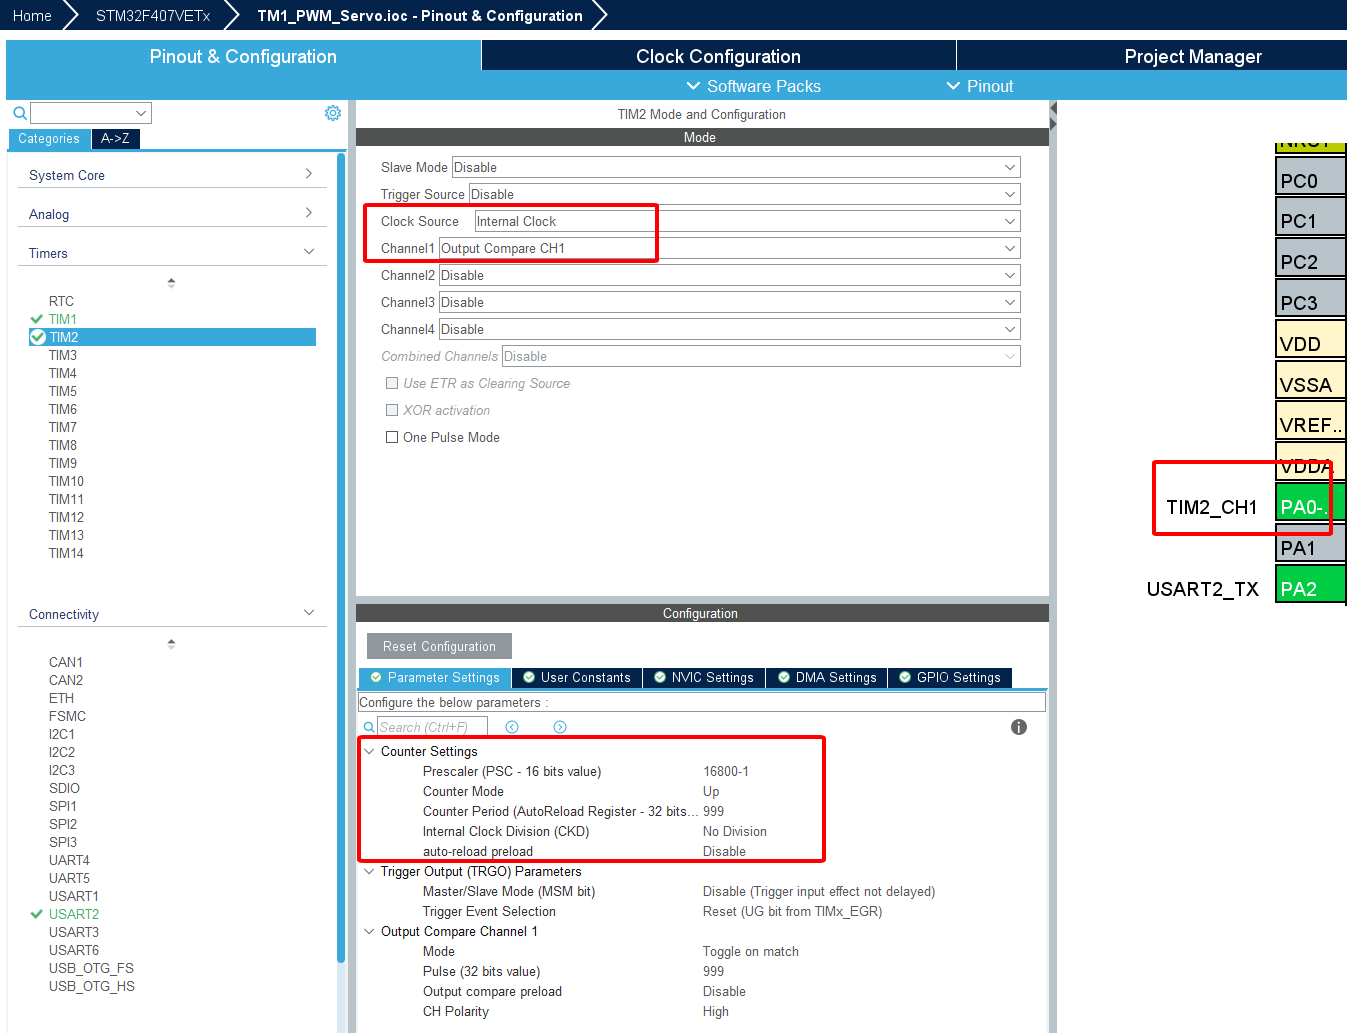 Home STM32F407VETx TM1_PWM_Servo.ioc - Pinout & Configuration
Pinout & Configuration Clock Configuration Project Manager
Software Packs Pinout
Categories A->Z
System Core
Analog
Timers
RTC
TIM1
TIM2
TIM3
TIM4
TIM5
TIM6
TIM7
TIM8
TIM9
TIM10
TIM11
TIM12
TIM13
TIM14
Connectivity
CAN1
CAN2
ETH
FSMC
I2C1
I2C2
I2C3
SDIO
SPI1
SPI2
SPI3
UART4
UART5
USART1
USART2
USART3
USART6
USB_OTG_FS
USB_OTG_HS
TIM2 Mode and Configuration
Mode
Slave Mode Disable
Trigger Source Disable
Clock Source Internal Clock
Channel1 Output Compare CH1
Channel2 Disable
Channel3 Disable
Channel4 Disable
Combined Channels Disable
Use ETR as Clearing Source
XOR activation
One Pulse Mode
Configuration
Reset Configuration
Parameter Settings User Constants NVIC Settings DMA Settings GPIO Settings
Configure the below parameters :
Search (Ctrl+F)
Counter Settings
Prescaler (PSC - 16 bits value) 16800-1
Counter Mode Up
Counter Period (AutoReload Register - 32 bits... 999
Internal Clock Division (CKD) No Division
auto-reload preload Disable
Trigger Output (TRGO) Parameters
Master/Slave Mode (MSM bit) Disable (Trigger input effect not delayed)
Trigger Event Selection Reset (UG bit from TIMx_EGR)
Output Compare Channel 1
Mode Toggle on match
Pulse (32 bits value) 999
Output compare preload Disable
CH Polarity High
PC0
PC1
PC2
PC3
VDD
VSSA
VREF..
VDDA
TIM2_CH1 PA0-.
PA1
USART2_TX PA2